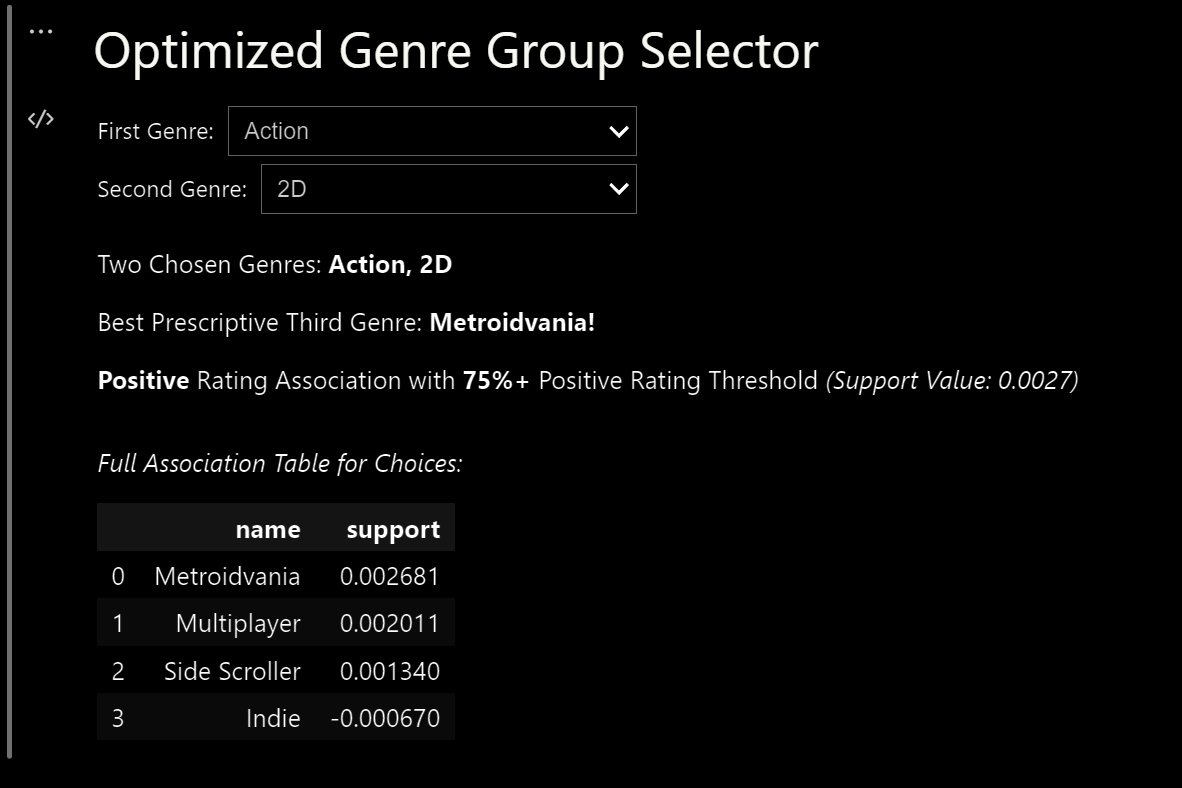 Optimized Genre Group Selector
First Genre: Action
Second Genre: 2D
Two Chosen Genres: Action, 2D
Best Prescriptive Third Genre: Metroidvania!
Positive Rating Association with 75%+ Positive Rating Threshold (Support Value: 0.0027)
Full Association Table for Choices:
name support
0 Metroidvania 0.002681
1 Multiplayer 0.002011
2 Side Scroller 0.001340
3 Indie -0.000670